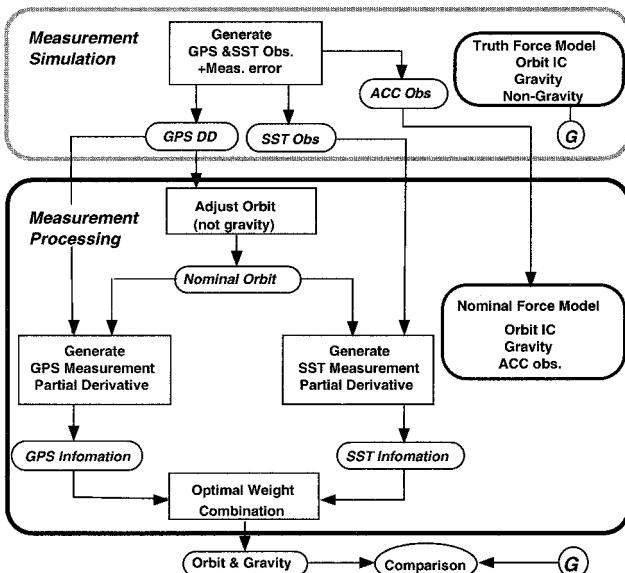 Measurement
Simulation
Generate
GPS &SST Obs.
+Meas. error
ACC Obs
Truth Force Model
Orbit IC
Gravity
Non-Gravity
G
GPS DD
SST Obs
Measurement
Processing
Adjust Orbit
(not gravity)
Nominal Orbit
Nominal Force Model
Orbit IC
Gravity
ACC obs.
Generate
GPS Measurement
Partial Derivative
Generate
SST Measurement
Partial Derivative
GPS Infomation
SST Infomation
Optimal Weight
Combination
Orbit & Gravity
Comparison
G